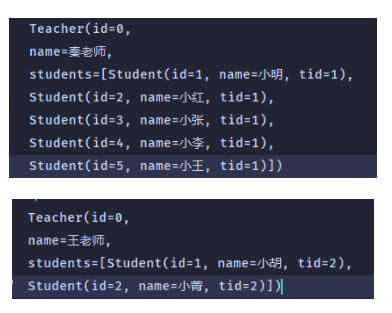 Teacher(id=0,
name=秦老师,
students=[Student(id=1, name=小明, tid=1),
Student(id=2, name=小红, tid=1),
Student(id=3, name=小张, tid=1),
Student(id=4, name=小李, tid=1),
Student(id=5, name=小王, tid=1)])
Teacher(id=0,
name=王老师,
students=[Student(id=1, name=小胡, tid=2),
Student(id=2, name=小菁, tid=2)])